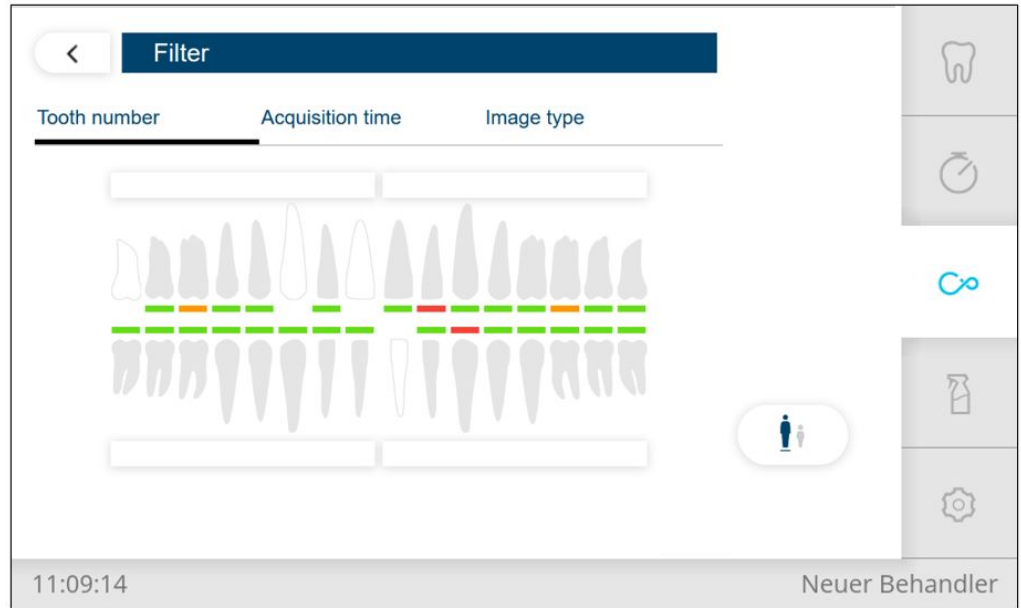 Filter
Tooth number
Acquisition time
Image type
11:09:14
Neuer Behandler